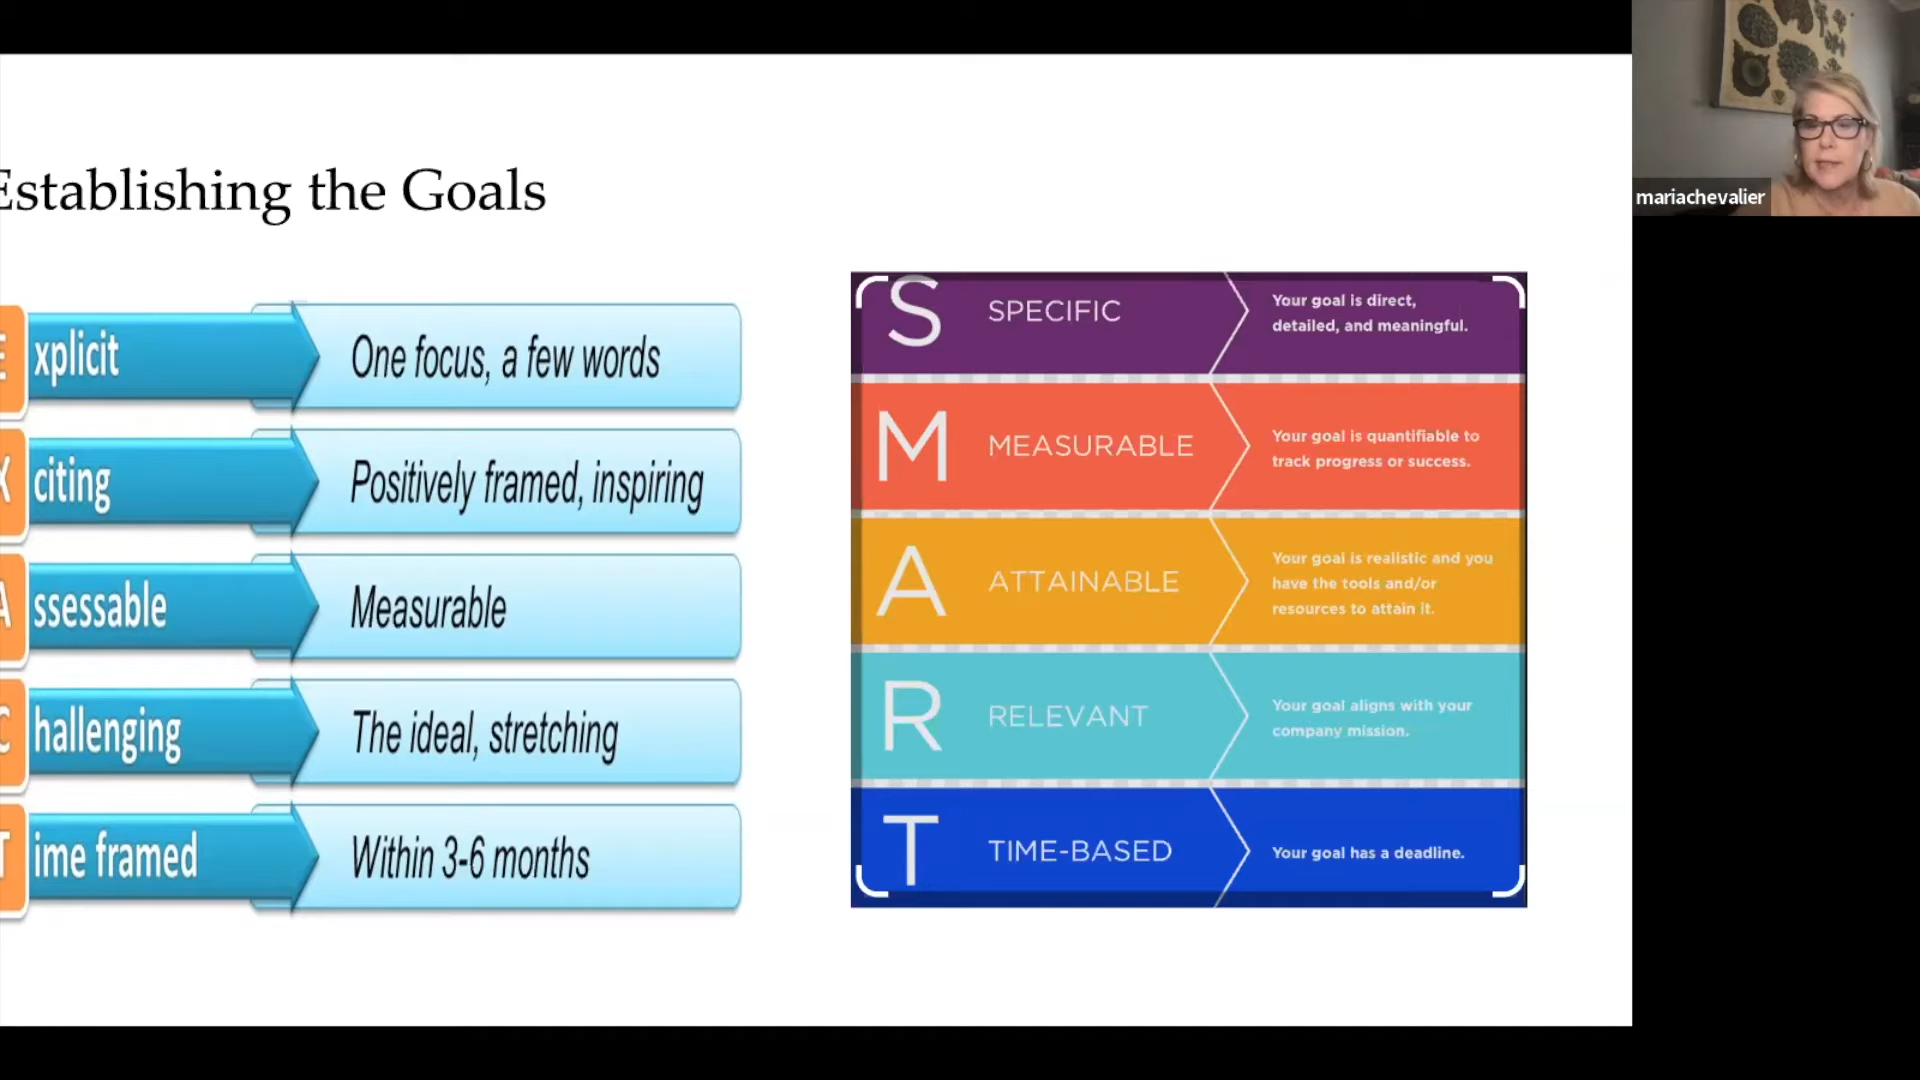 Establishing the Goals
E xplicit
One focus, a few words
X citing
Positively framed, inspiring
A ssessable
Measurable
C hallenging
The ideal, stretching
T ime framed
Within 3-6 months
S SPECIFIC
Your goal is direct,
detailed, and meaningful.
M MEASURABLE
Your goal is quantifiable to
track progress or success.
A ATTAINABLE
Your goal is realistic and you
have the tools and/or
resources to attain it.
R RELEVANT
Your goal aligns with your
company mission.
T TIME-BASED
Your goal has a deadline.
mariachevalier